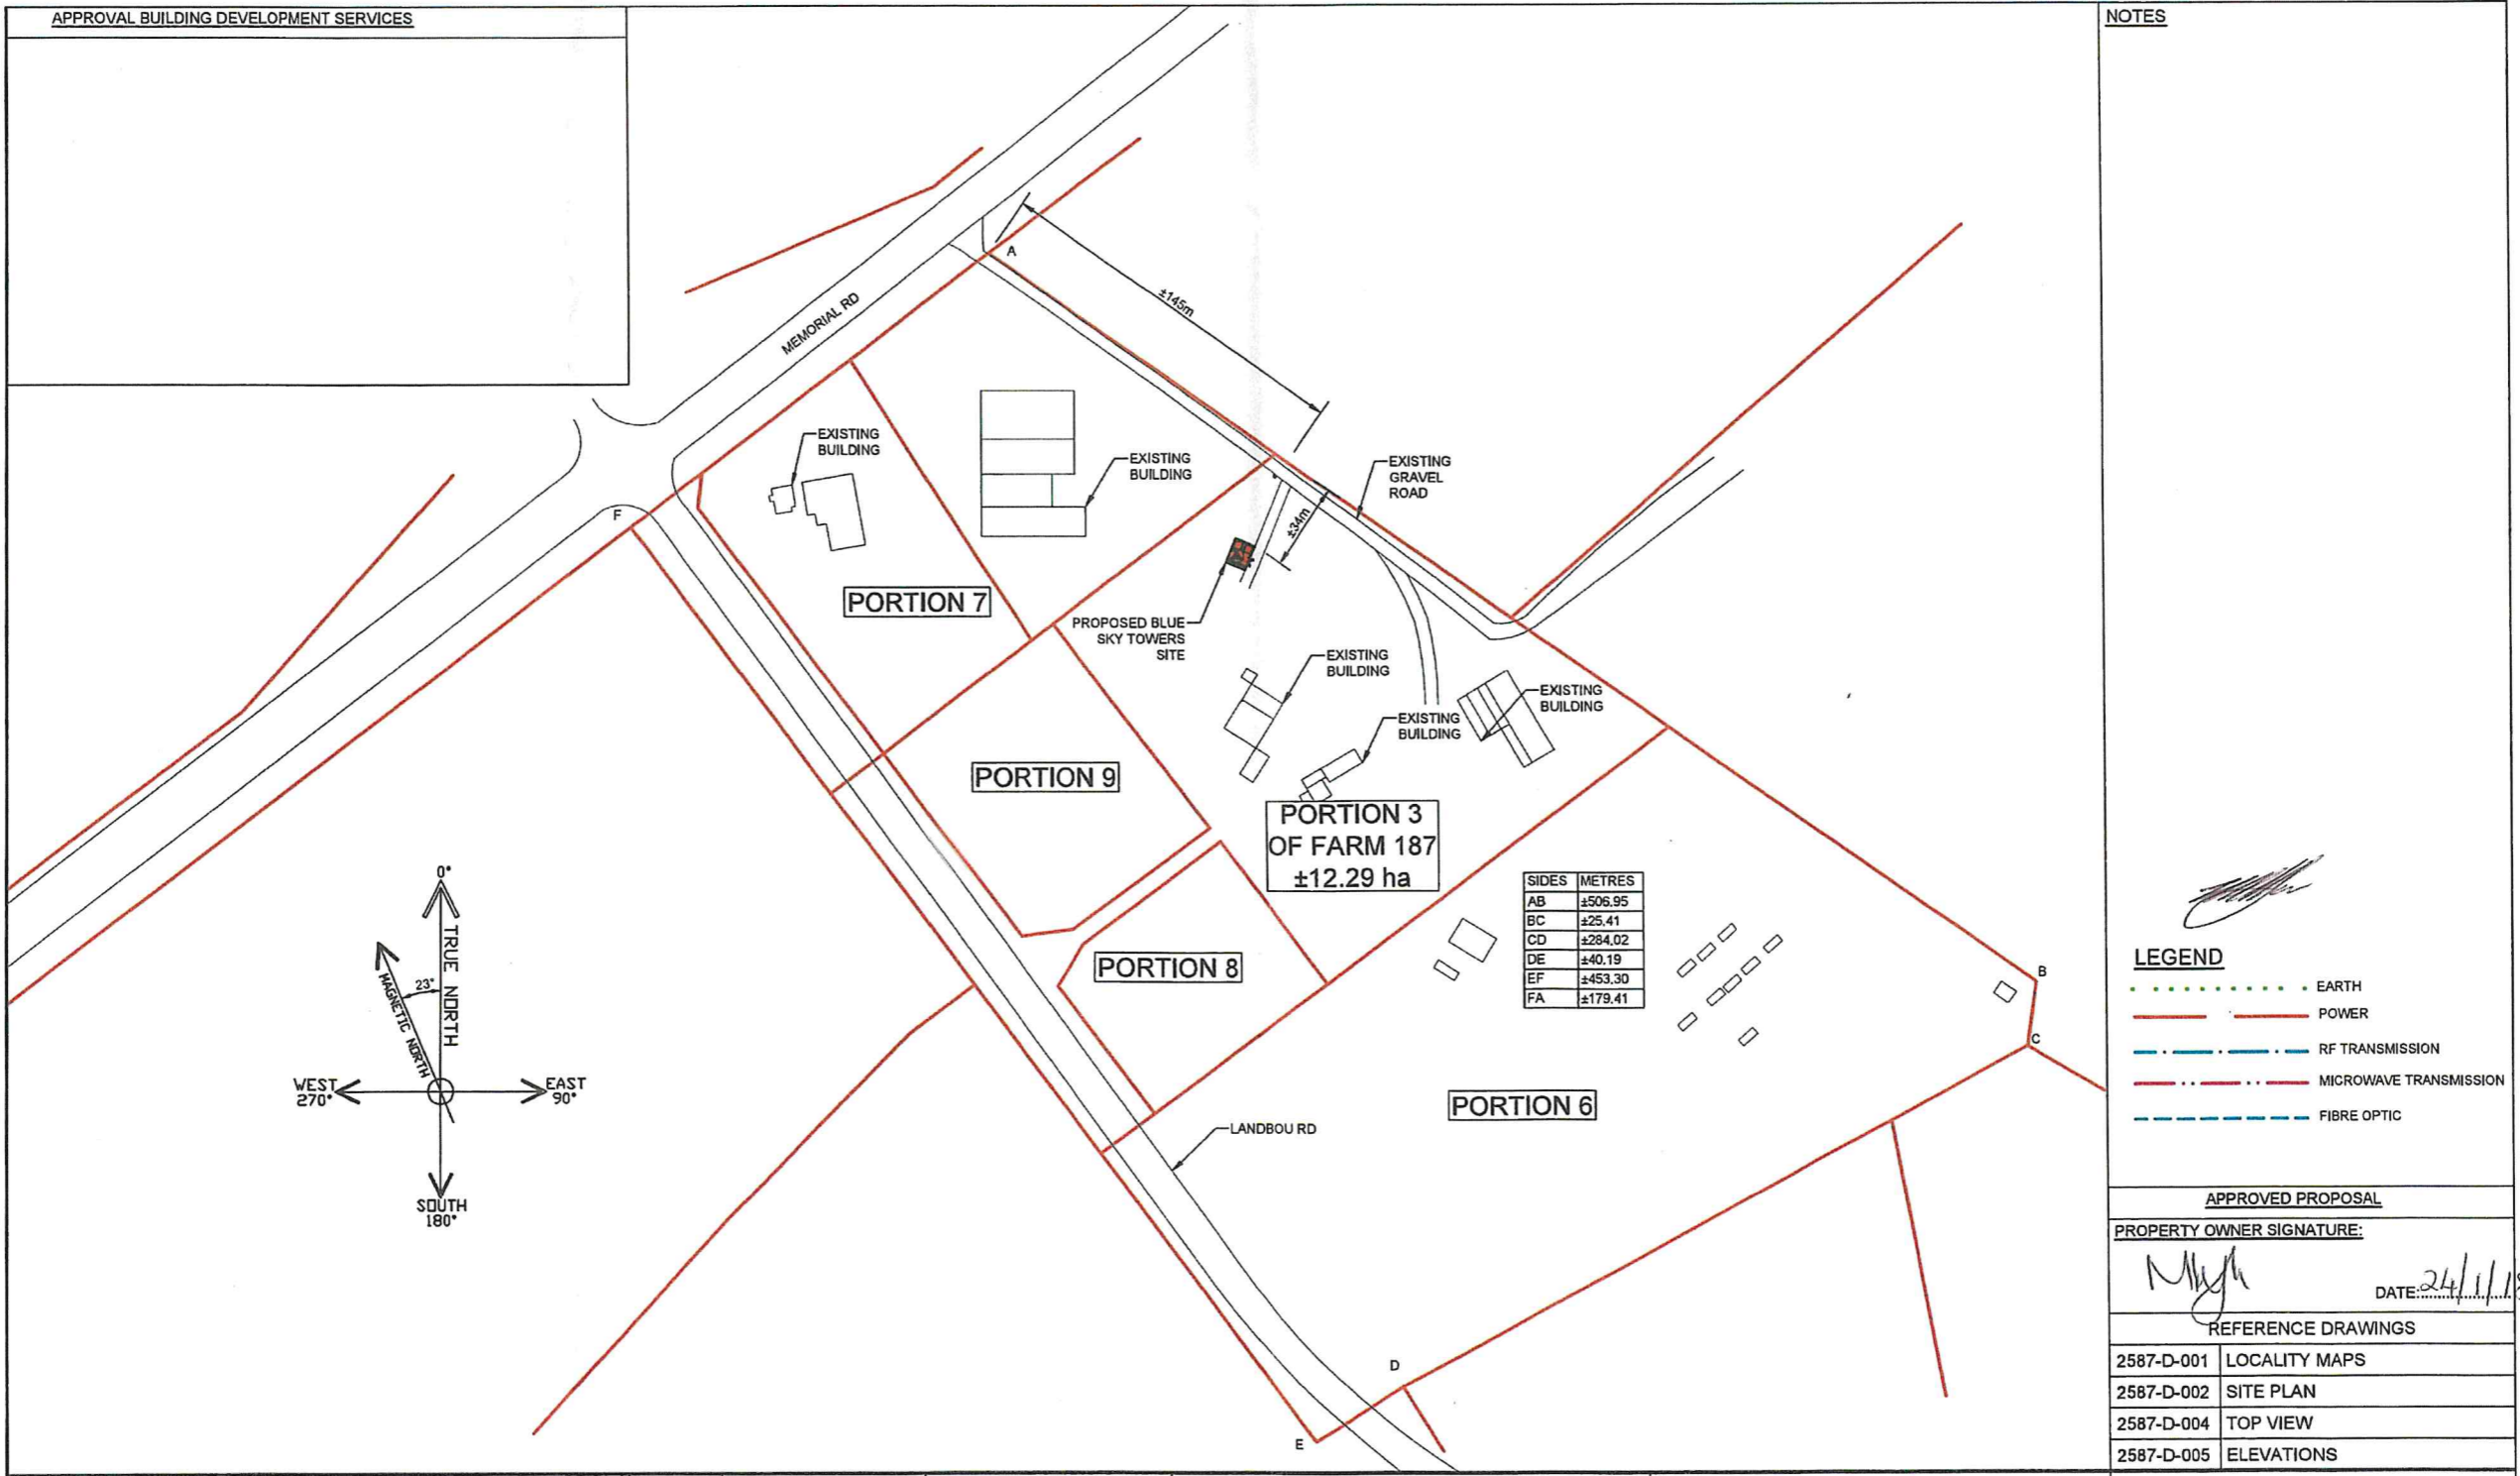 APPROVAL BUILDING DEVELOPMENT SERVICES
NOTES
A
±145m
MEMORIAL RD
EXISTING
BUILDING
EXISTING
BUILDING
EXISTING
GRAVEL
ROAD
F
±34m
PORTION 7
PROPOSED BLUE
SKY TOWERS
SITE
EXISTING
BUILDING
EXISTING
BUILDING
EXISTING
BUILDING
PORTION 9
PORTION 3
OF FARM 187
±12.29 ha
SIDES METRES
AB ±506.95
BC ±25.41
CD ±284.02
DE ±40.19
EF ±453.30
FA ±179.41
PORTION 8
B
C
PORTION 6
LANDBOU RD
D
E
0°
TRUE NORTH
MAGNETIC NORTH
23°
WEST
270°
EAST
90°
SOUTH
180°
LEGEND
EARTH
POWER
RF TRANSMISSION
MICROWAVE TRANSMISSION
FIBRE OPTIC
APPROVED PROPOSAL
PROPERTY OWNER SIGNATURE:
DATE: 24/1/1
REFERENCE DRAWINGS
2587-D-001 LOCALITY MAPS
2587-D-002 SITE PLAN
2587-D-004 TOP VIEW
2587-D-005 ELEVATIONS